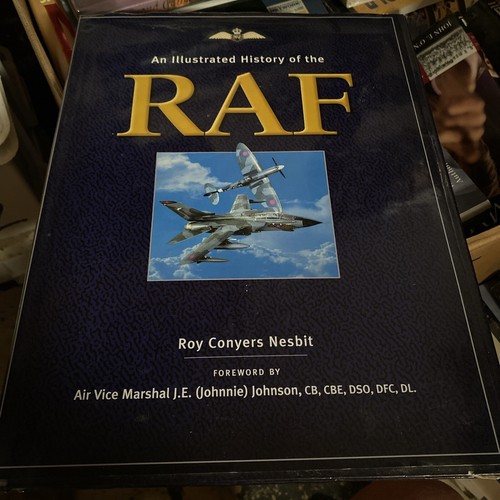 An Illustrated History of the
RAF
Roy Conyers Nesbit
FOREWORD BY
Air Vice Marshal J.E. (Johnnie) Johnson, CB, CBE, DSO, DFC, DL.